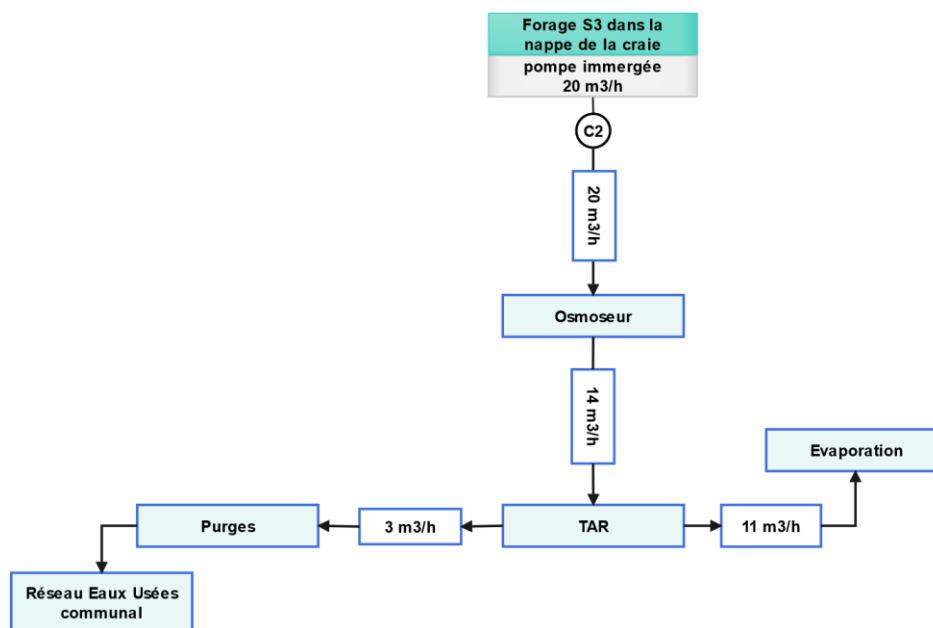 Forage S3 dans la
nappe de la craie
pompe immergée
20 m3/h
C2
20 m3/h
Osmoseur
14 m3/h
Evaporation
Purges
3 m3/h
TAR
11 m3/h
Réseau Eaux Usées
communal